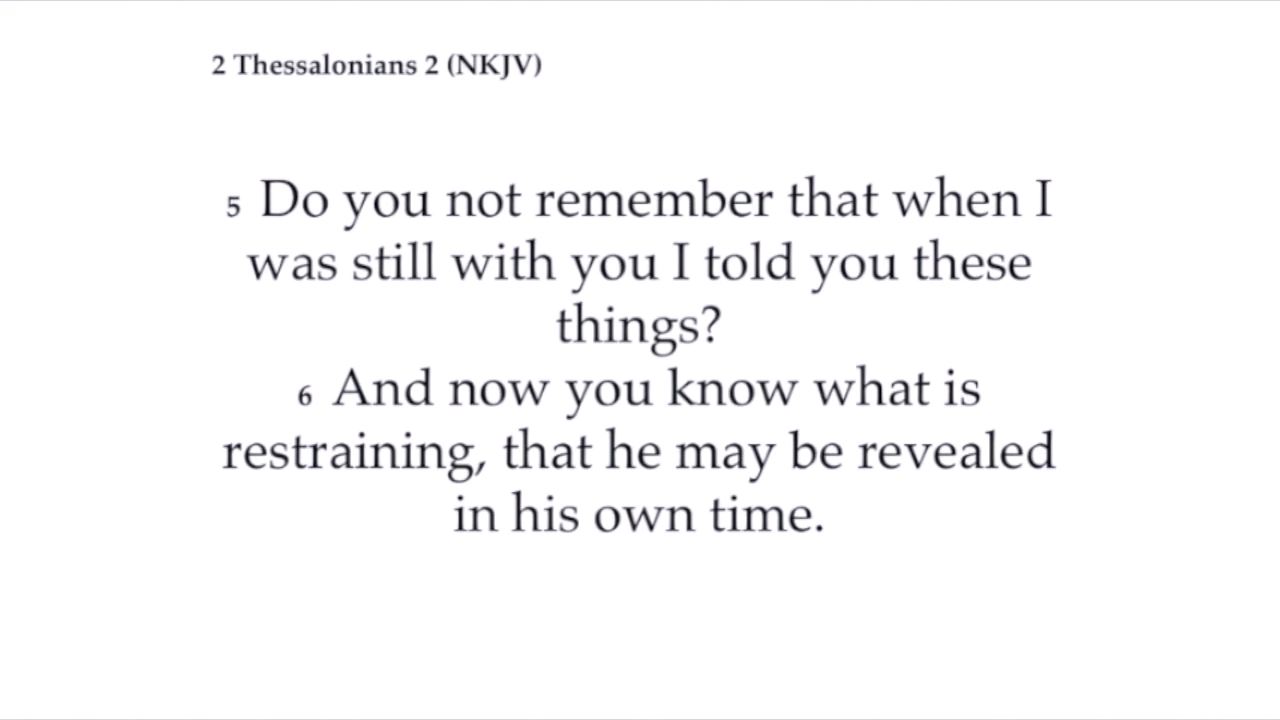 2 Thessalonians 2 (NKJV)
5 Do you not remember that when I
was still with you I told you these
things?
6 And now you know what is
restraining, that he may be revealed
in his own time.